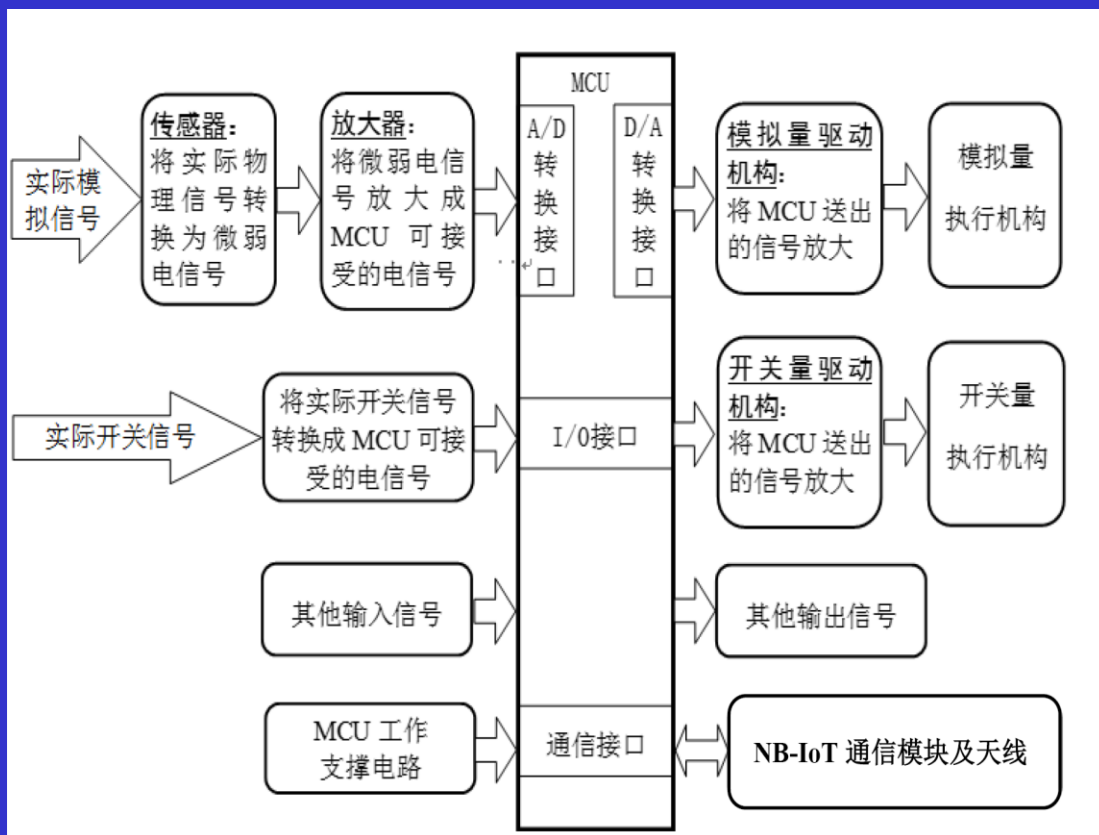 MCU
传感器：
将实际物
理信号转
换为微弱
电信号
放大器：
将微弱电信
号放大成
MCU 可接
受的电信号
A/D
转
换
接
口
D/A
转
换
接
口
模拟量驱动
机构：
将 MCU 送出
的信号放大
模拟量
执行机构
实际模
拟信号
实际开关信号
将实际开关信号
转换成 MCU 可接
受的电信号
I/O接口
开关量驱动
机构：
将 MCU 送出
的信号放大
开关量
执行机构
其他输入信号
其他输出信号
MCU 工作
支撑电路
通信接口
NB-IoT 通信模块及天线